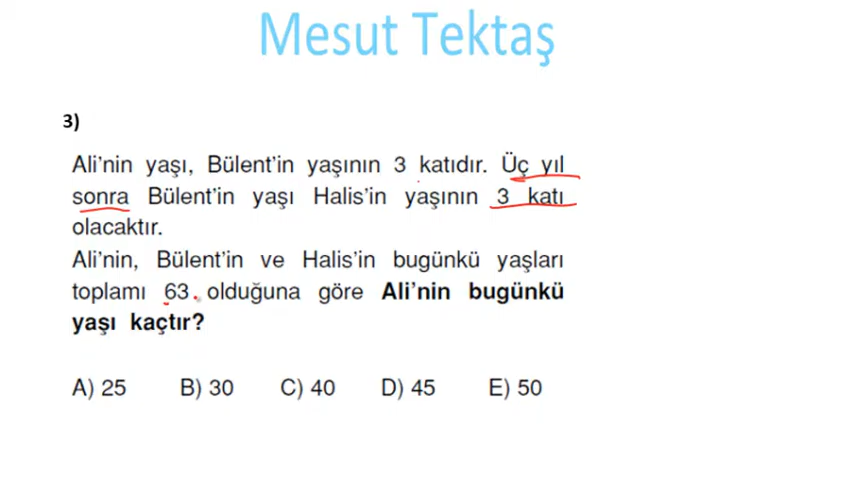 Mesut Tektaş
3)
Ali'nin yaşı, Bülent'in yaşının 3 katıdır. Üç yıl
sonra Bülent'in yaşı Halis'in yaşının 3 katı
olacaktır.
Ali'nin, Bülent'in ve Halis'in bugünkü yaşları
toplamı 63 olduğuna göre Ali'nin bugünkü
yaşı kaçtır?
A) 25 B) 30 C) 40 D) 45 E) 50